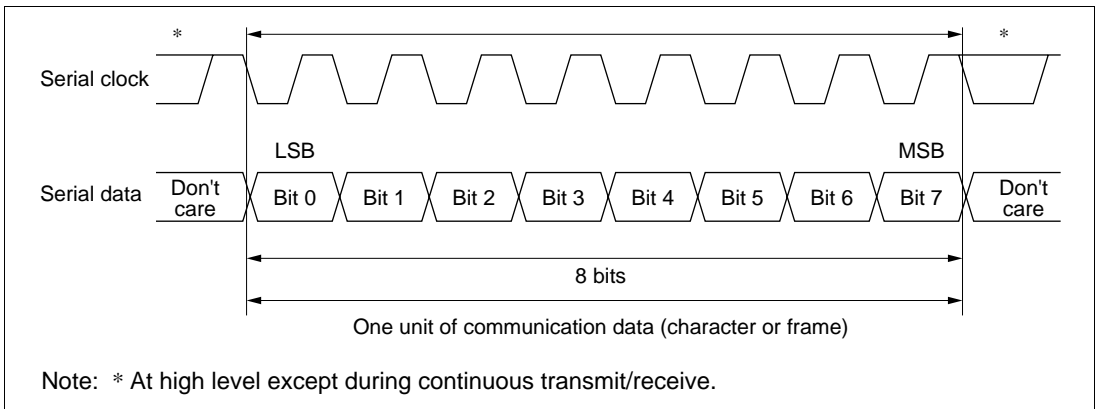 * *
Serial clock
LSB MSB
Serial data Don't care Bit 0 Bit 1 Bit 2 Bit 3 Bit 4 Bit 5 Bit 6 Bit 7 Don't care
8 bits
One unit of communication data (character or frame)
Note: * At high level except during continuous transmit/receive.